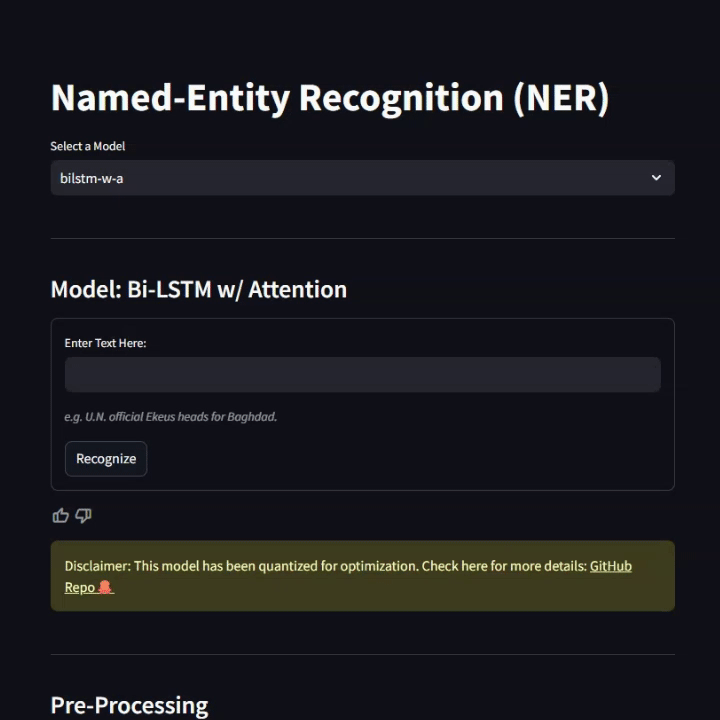 Named-Entity Recognition (NER)
Select a Model
bilstm-w-a
Model: Bi-LSTM w/ Attention
Enter Text Here:
e.g. U.N. official Ekeus heads for Baghdad.
Recognize
Disclaimer: This model has been quantized for optimization. Check here for more details: GitHub
Repo🐙
Pre-Processing